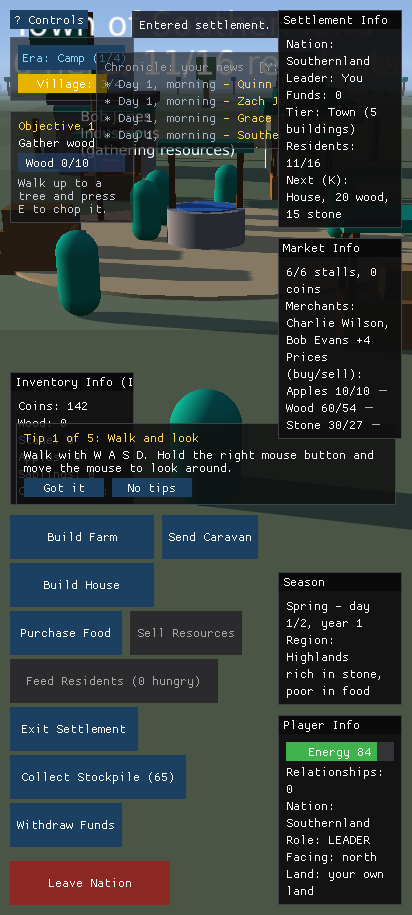 ? Controls
Entered settlement.
Era: Camp (1/4)
Village:
Chronicle: your news [Y:
* Day 1, morning – Quinn
* Day 1, morning – Zach J
* Day 1, morning – Grace
* Day 1, morning – Southe
Objective 1
Gather wood
Wood 0/10
Walk up to a
tree and press
E to chop it.
gathering resources)
Settlement Info
Nation:
Southernland
Leader: You
Funds: 0
Tier: Town (5
buildings)
Residents:
11/16
Next (K):
House, 20 wood,
15 stone
Market Info
6/6 stalls, 0
coins
Merchants:
Charlie Wilson,
Bob Evans +4
Prices
(buy/sell):
Apples 10/10 —
Wood 60/54 —
Stone 30/27 —
Inventory Info (I
Coins: 142
Wood: 0
Tip 1 of 5: Walk and look
Walk with W A S D. Hold the right mouse button and
move the mouse to look around.
Got it
No tips
Build Farm
Send Caravan
Build House
Purchase Food
Sell Resources
Feed Residents (0 hungry)
Exit Settlement
Collect Stockpile (65)
Withdraw Funds
Leave Nation
Season
Spring – day
1/2, year 1
Region:
Highlands
rich in stone,
poor in food
Player Info
Energy 84
Relationships:
0
Nation:
Southernland
Role: LEADER
Facing: north
Land: your own
land